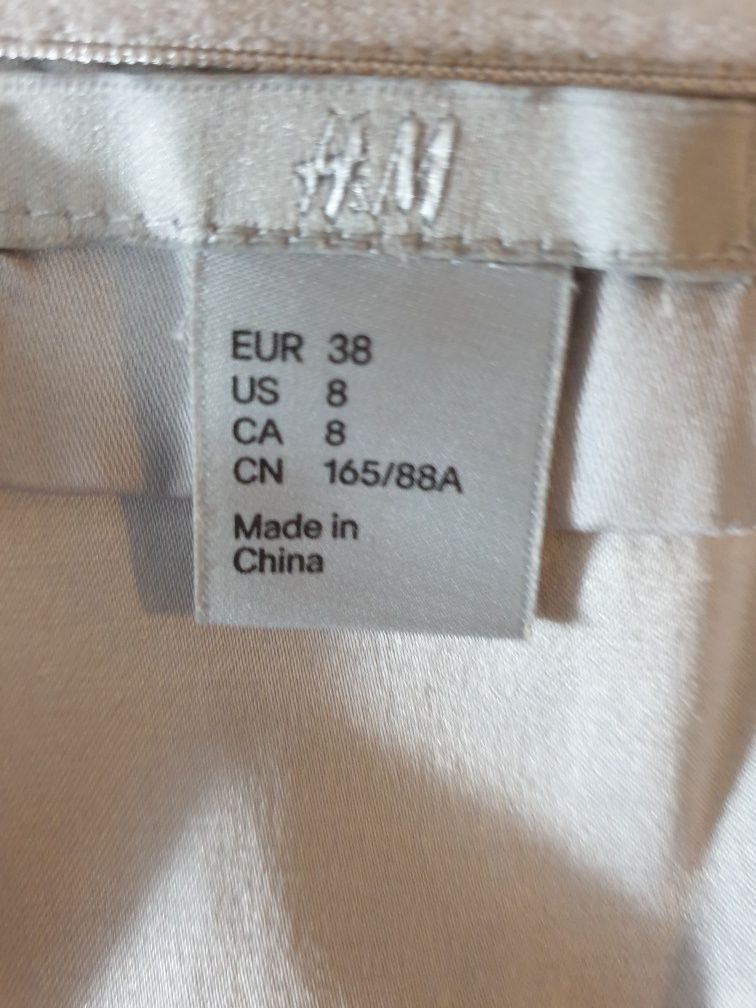 H&M
EUR 38
US 8
CA 8
CN 165/88A
Made in
China